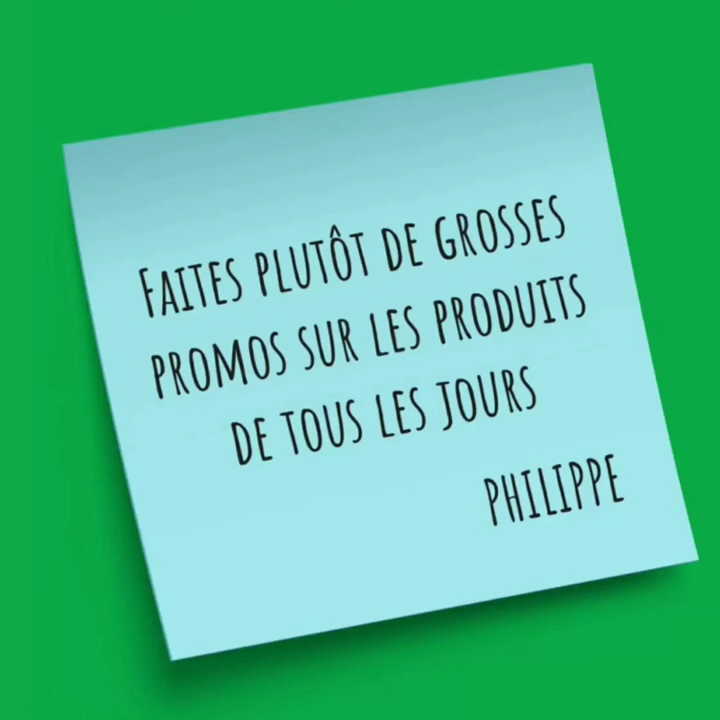 FAITES PLUTÔT DE GROSSES
PROMOS SUR LES PRODUITS
DE TOUS LES JOURS
PHILIPPE